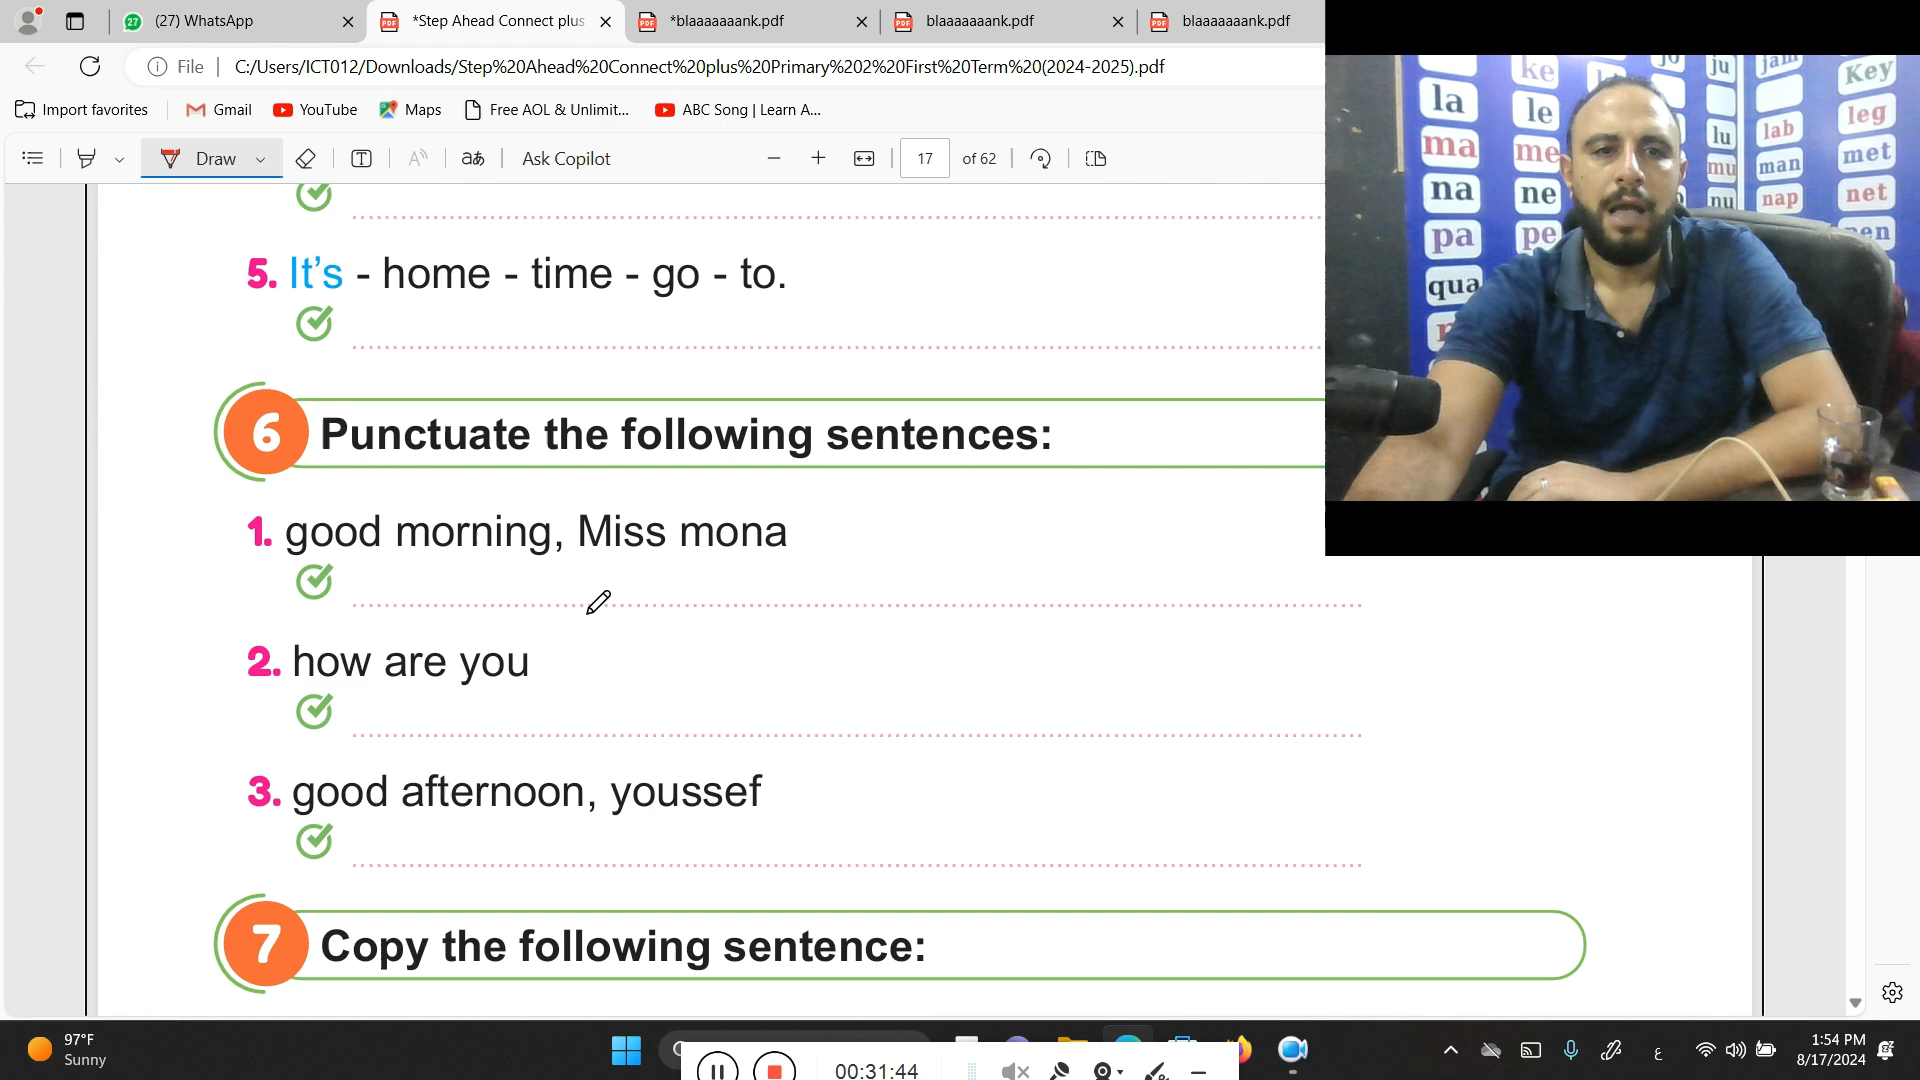 (27) WhatsApp
*Step Ahead Connect plus
*blaaaaaaank.pdf
blaaaaaaank.pdf
blaaaaaaank.pdf
File
C:/Users/ICT012/Downloads/Step%20Ahead%20Connect%20plus%20Primary%202%20First%20Term%20(2024-2025).pdf
Import favorites
Gmail
YouTube
Maps
Free AOL & Unlimit...
ABC Song | Learn A...
Draw
Ask Copilot
17 of 62
5. It's - home - time - go - to.
6 Punctuate the following sentences:
1. good morning, Miss mona
2. how are you
3. good afternoon, youssef
7 Copy the following sentence:
ke
ju
jam
Key
la
le
lu
lab
leg
ma
me
mu
man
met
na
ne
nu
nap
net
pa
pe
qua
97°F
Sunny
00:31:44
ع
1:54 PM
8/17/2024